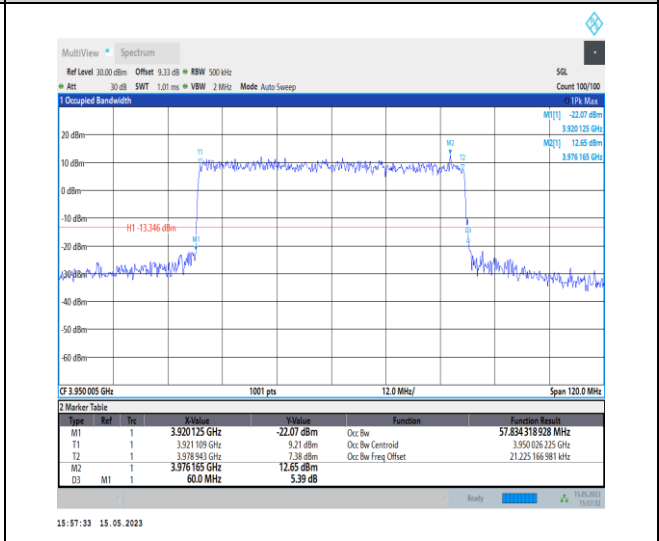 MultiView Spectrum
Ref Level 30.00 dBm Offset 9.33 dB RBW 500 kHz SGL
Att 30 dB SWT 1.01 ms VBW 2 MHz Mode Auto Sweep Count 100/100
1 Occupied Bandwidth 1Pk Max
M1[1] -22.07 dBm
3.920 125 GHz
20 dBm
M2
M2[1] 12.65 dBm
T1
T2
3.976 165 GHz
10 dBm
0 dBm
-10 dBm
H1 -13.346 dBm
M1
-20 dBm
-30 dBm
-40 dBm
-50 dBm
-60 dBm
CF 3.950 005 GHz 1001 pts 12.0 MHz/ Span 120.0 MHz
2 Marker Table
Type Ref Trc X-Value Y-Value Function Function Result
M1 1 3.920125 GHz -22.07 dBm Occ Bw 57.834 318 928 MHz
T1 1 3.921 109 GHz 9.21 dBm Occ Bw Centroid 3.950 026 225 GHz
T2 1 3.978 943 GHz 7.38 dBm Occ Bw Freq Offset 21.225 166 981 kHz
M2 1 3.976165 GHz 12.65 dBm
D3 M1 1 60.0 MHz 5.39 dB
Ready 15.05.2023
15:57:32
15:57:33 15.05.2023